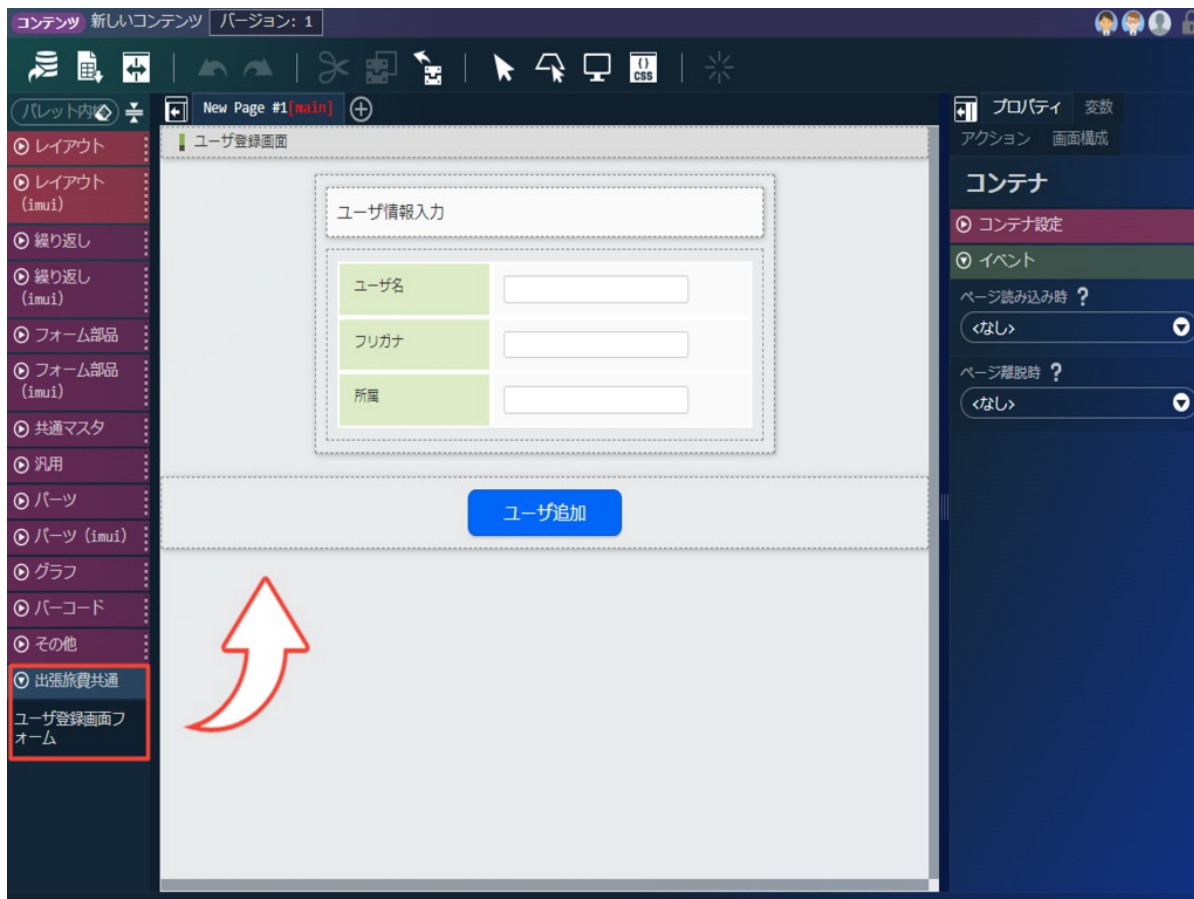 コンテンツ 新しいコンテンツ バージョン: 1
{}
CSS
パレット内検
New Page #1[main]
プロパティ 変数
アクション 画面構成
レイアウト
レイアウト
(imui)
繰り返し
繰り返し
(imui)
フォーム部品
フォーム部品
(imui)
共通マスタ
汎用
パーツ
パーツ (imui)
グラフ
バーコード
その他
出張旅費共通
ユーザ登録画面フ
ォーム
ユーザ登録画面
ユーザ情報入力
ユーザ名
フリガナ
所属
ユーザ追加
コンテナ
コンテナ設定
イベント
ページ読み込み時 ?
<なし>
ページ離脱時 ?
<なし>